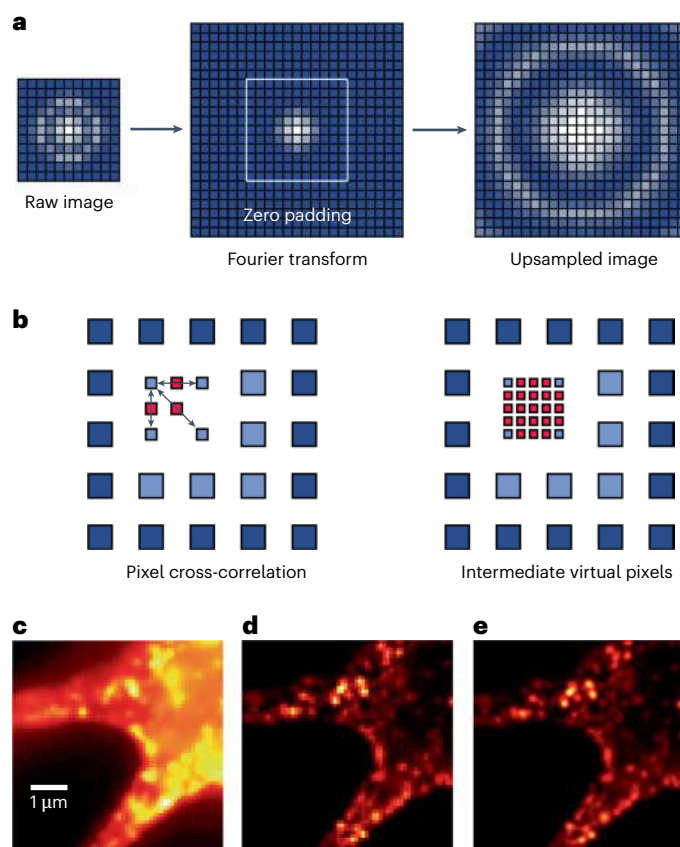 a
Raw image
Zero padding
Fourier transform
Upsampled image
b
Pixel cross-correlation
Intermediate virtual pixels
c
d
e
1 μm